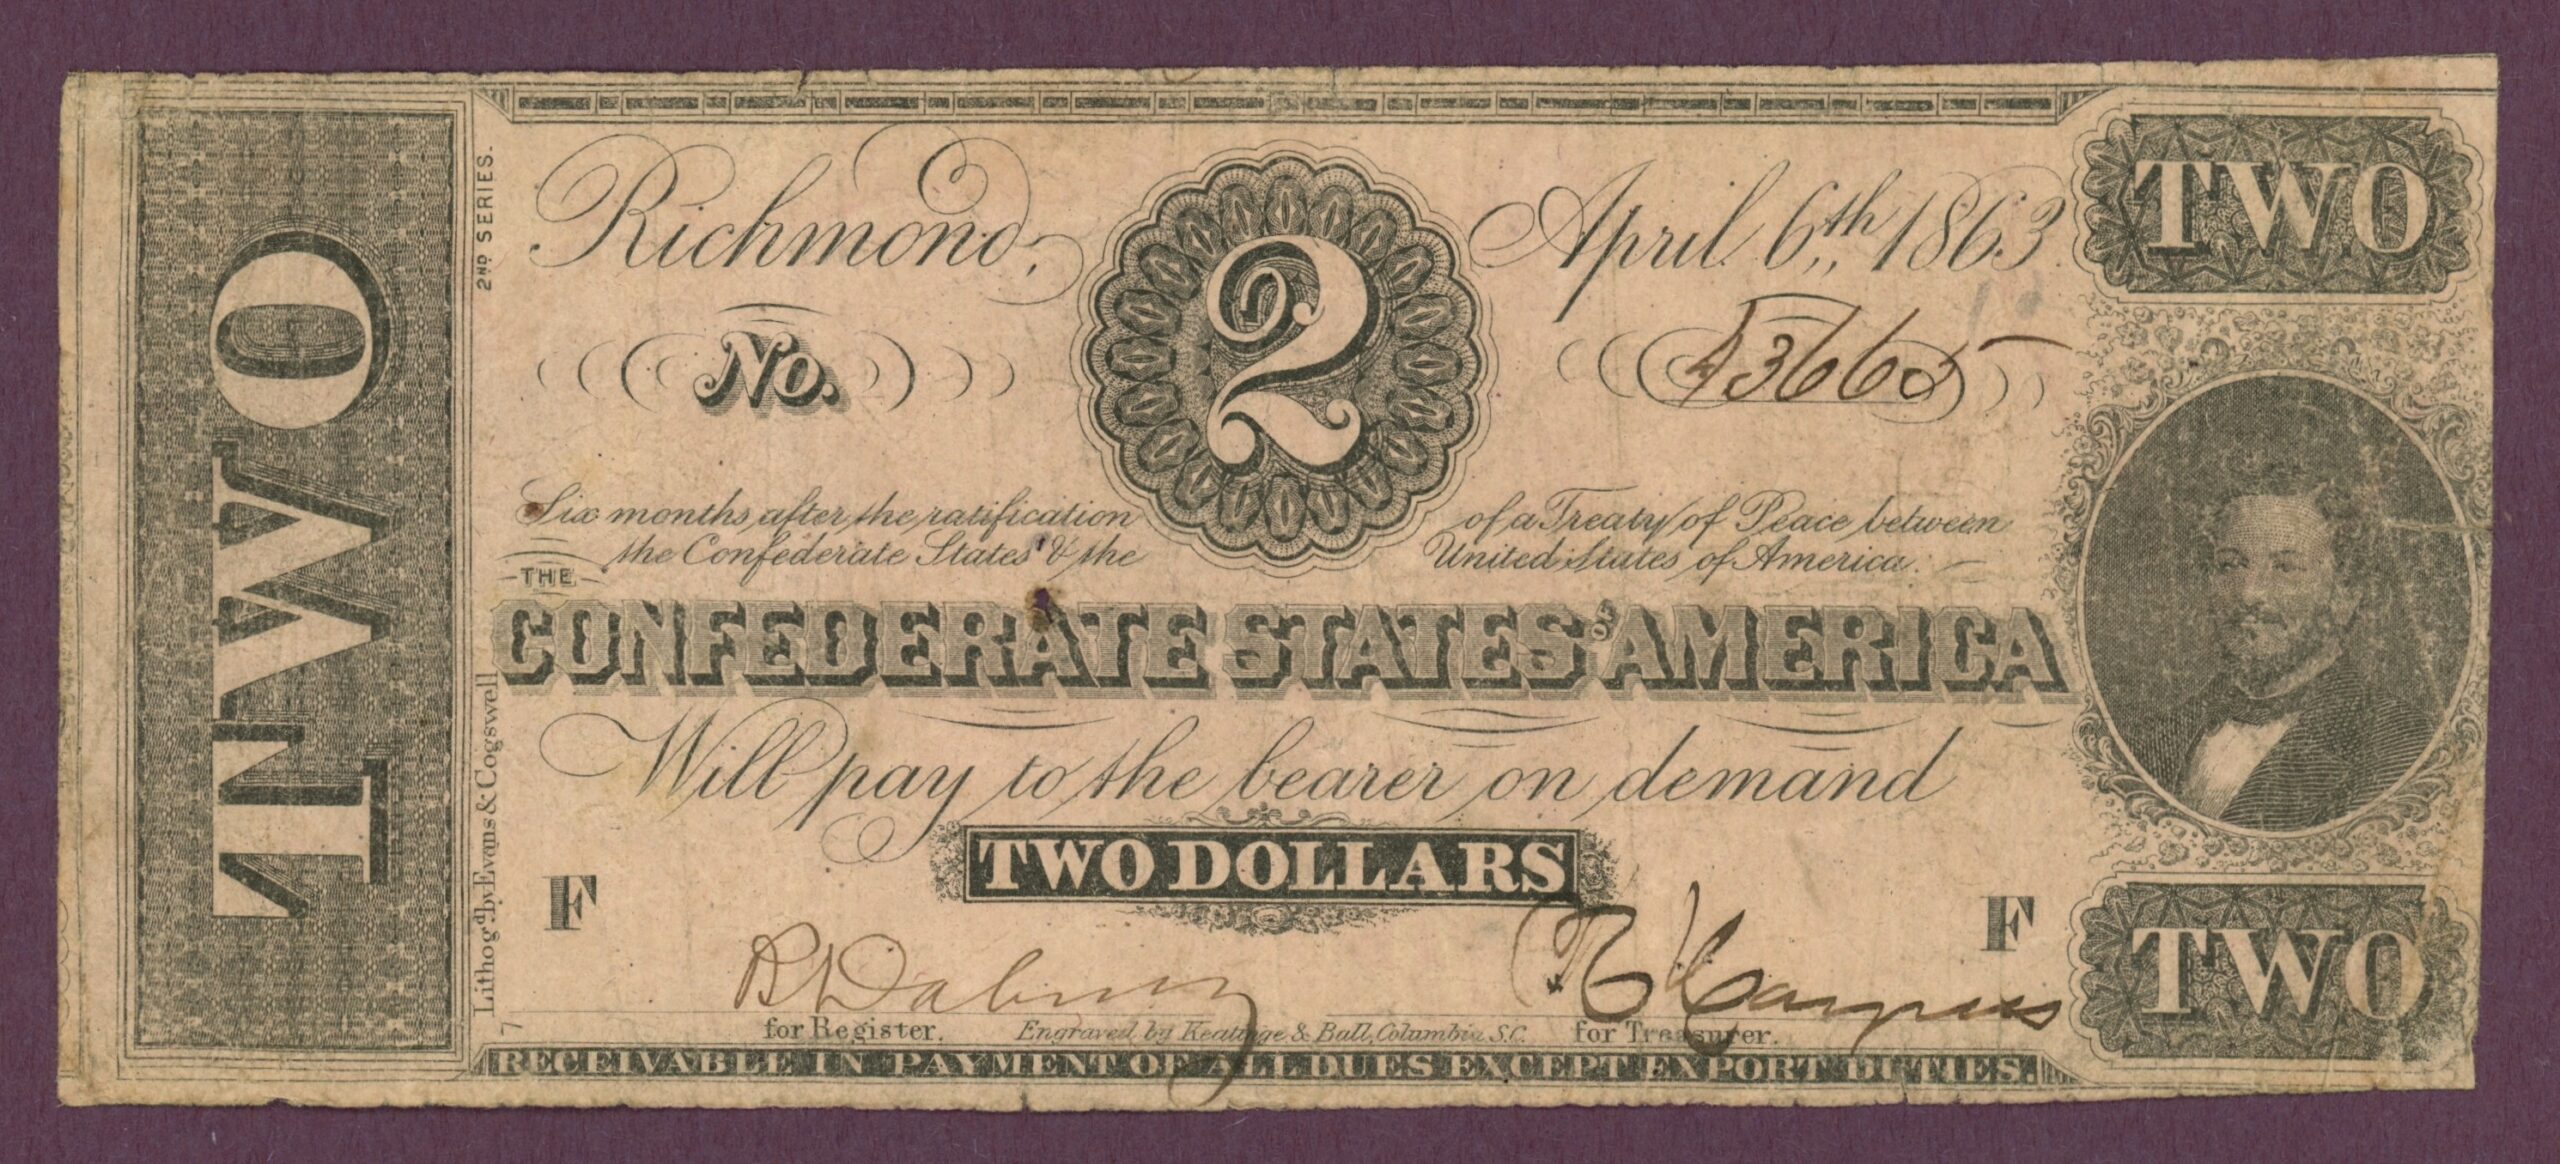 TWO
2ND SERIES.
Richmond, April 6th, 1863.
2
TWO
No. 43665
Six months after the ratification of a Treaty of Peace between
the Confederate States & the United States of America.
THE
CONFEDERATE STATES OF AMERICA
Will pay to the bearer on demand
TWO DOLLARS
F
F
TWO
Lithog'd by Evans & Cogswell
7
R Dabney
for Register.
Engraved by Keatinge & Ball, Columbia S.C.
for Treasurer.
RECEIVABLE IN PAYMENT OF ALL DUES EXCEPT EXPORT DUTIES.